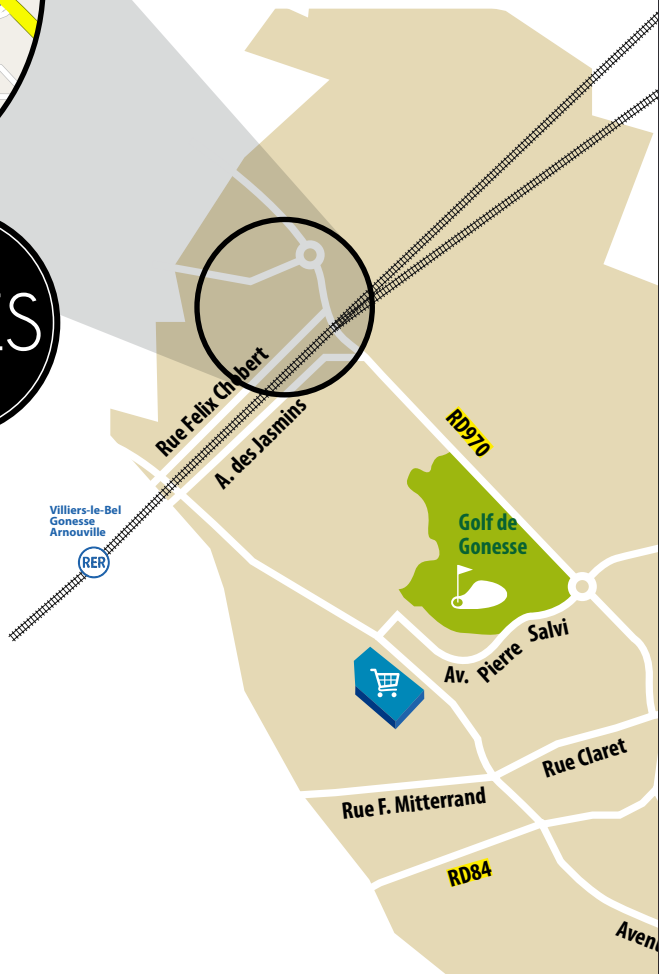 ES
Rue Felix Chobert
A. des Jasmins
RD970
Villiers-le-Bel
Gonesse
Arnouville
RER
Golf de
Gonesse
Av. Pierre Salvi
Rue Claret
Rue F. Mitterrand
RD84